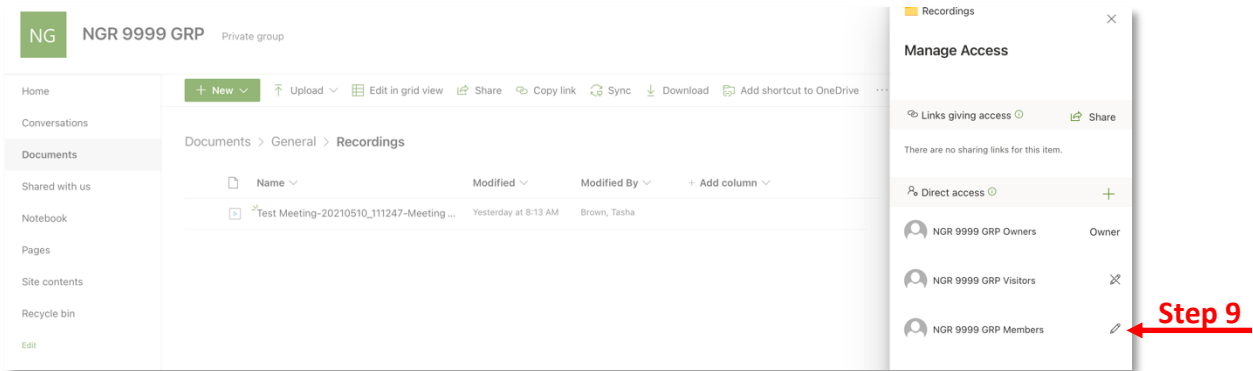 NG NGR 9999 GRP Private group
Home
Conversations
Documents
Shared with us
Notebook
Pages
Site contents
Recycle bin
Edit
+ New Upload Edit in grid view Share Copy link Sync Download Add shortcut to OneDrive ...
Documents > General > Recordings
Name Modified Modified By + Add column
Test Meeting-20210510_111247-Meeting ... Yesterday at 8:13 AM Brown, Tasha
Recordings
Manage Access
Links giving access Share
There are no sharing links for this item.
Direct access
NGR 9999 GRP Owners Owner
NGR 9999 GRP Visitors
NGR 9999 GRP Members
Step 9